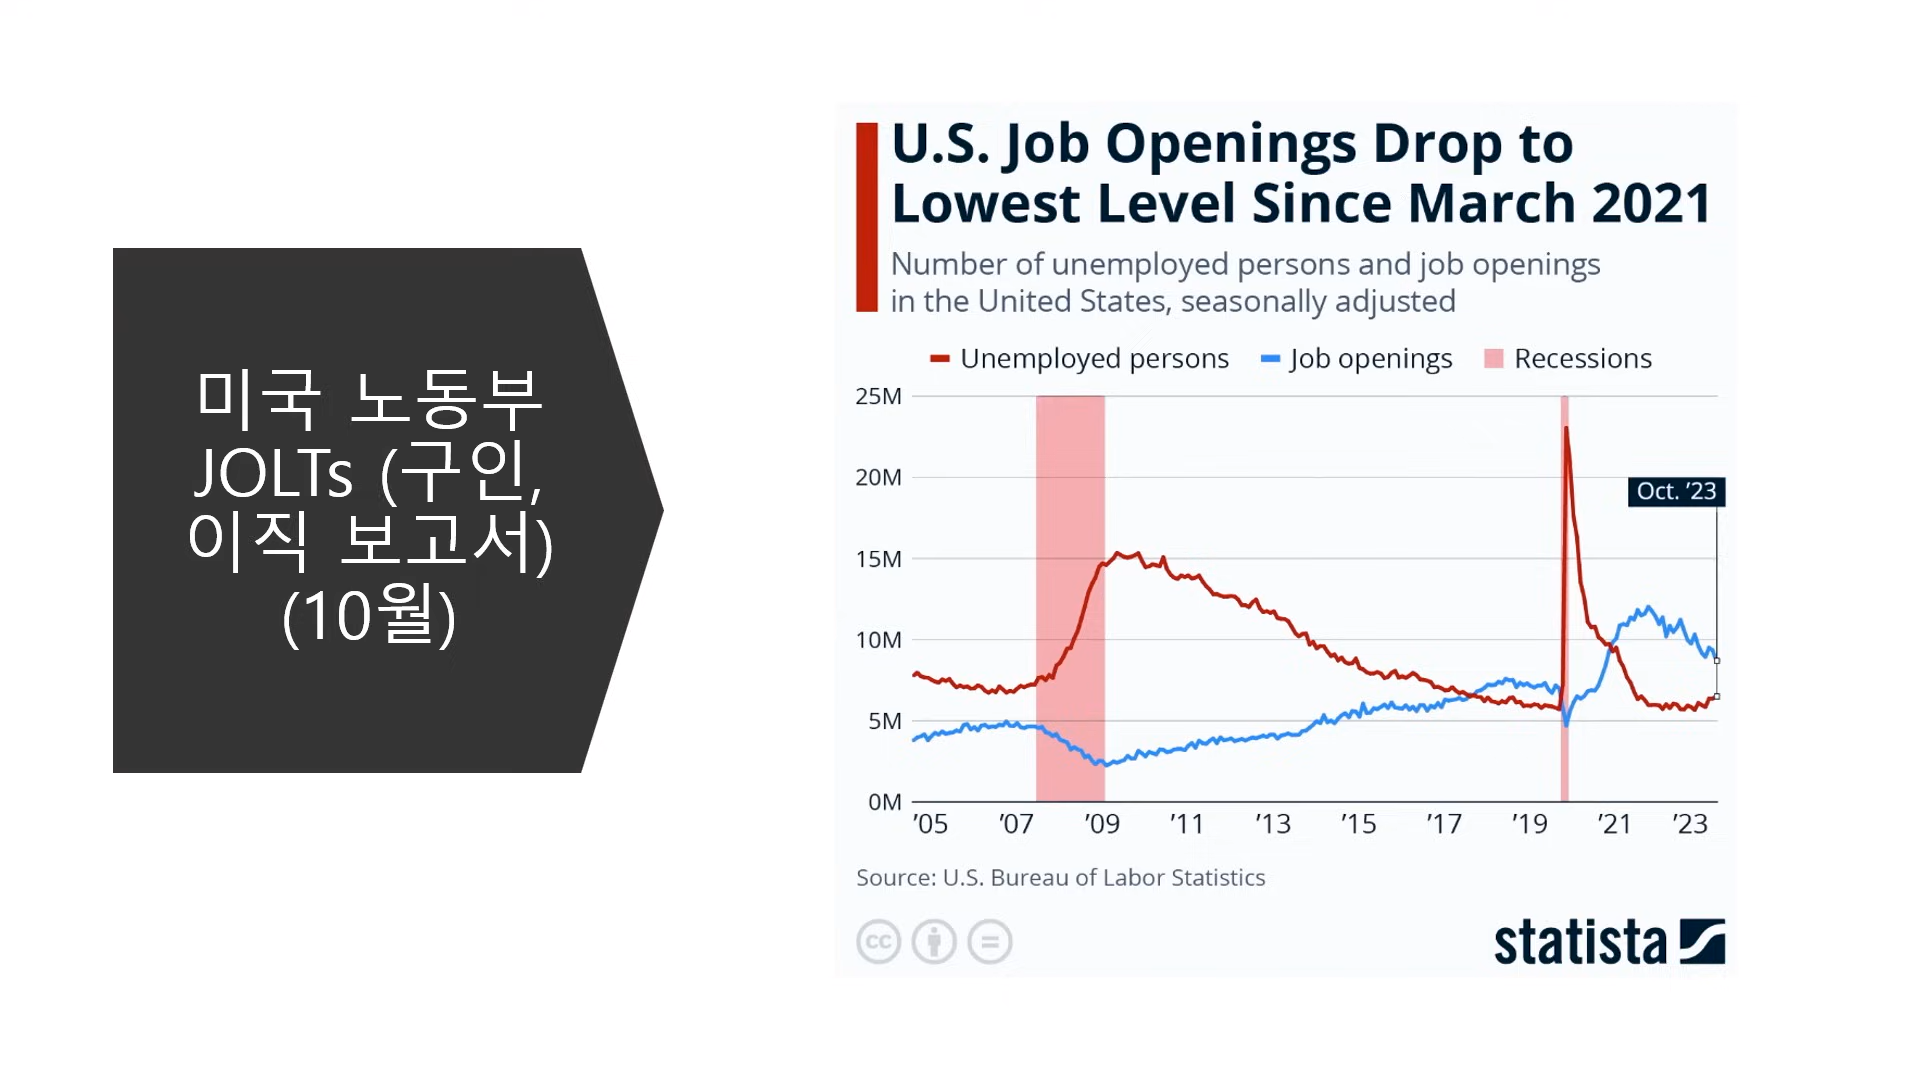 미국 노동부
JOLTs (구인,
이직 보고서)
(10월)
U.S. Job Openings Drop to
Lowest Level Since March 2021
Number of unemployed persons and job openings
in the United States, seasonally adjusted
Unemployed persons Job openings Recessions
25M
20M
Oct. ’23
15M
10M
5M
0M
’05 ’07 ’09 ’11 ’13 ’15 ’17 ’19 ’21 ’23
Source: U.S. Bureau of Labor Statistics
cc
statista